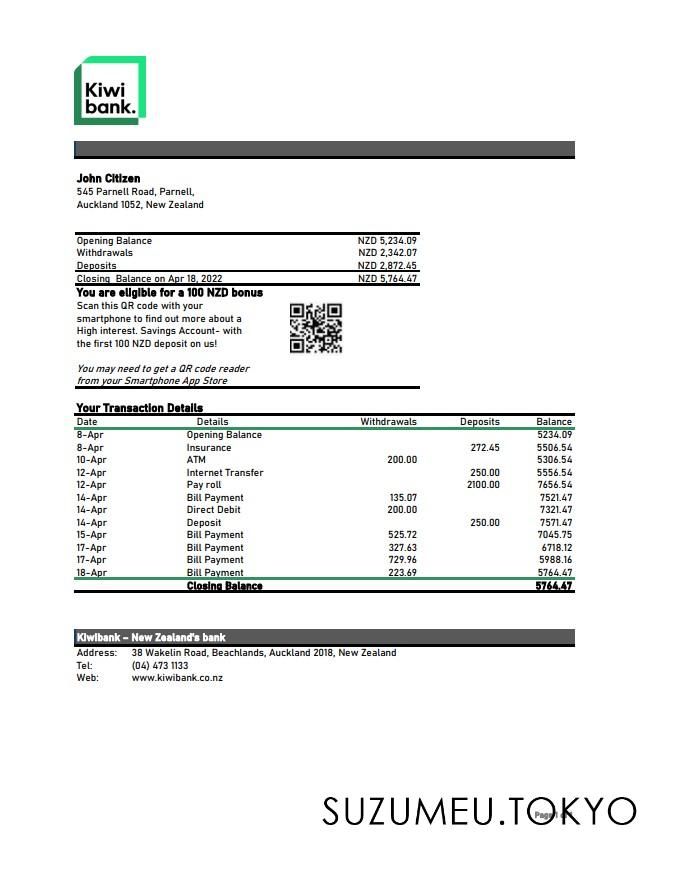 Kiwi
bank.
John Citizen
545 Parnell Road, Parnell,
Auckland 1052, New Zealand
Opening Balance NZD 5,234.09
Withdrawals NZD 2,342.07
Deposits NZD 2,872.45
Closing Balance on Apr 18, 2022 NZD 5,764.47
You are eligible for a 100 NZD bonus
Scan this QR code with your
smartphone to find out more about a
High interest. Savings Account- with
the first 100 NZD deposit on us!
You may need to get a QR code reader
from your Smartphone App Store
Your Transaction Details
Date Details Withdrawals Deposits Balance
8-Apr Opening Balance 5234.09
8-Apr Insurance 272.45 5506.54
10-Apr ATM 200.00 5306.54
12-Apr Internet Transfer 250.00 5556.54
12-Apr Pay roll 2100.00 7656.54
14-Apr Bill Payment 135.07 7521.47
14-Apr Direct Debit 200.00 7321.47
14-Apr Deposit 250.00 7571.47
15-Apr Bill Payment 525.72 7045.75
17-Apr Bill Payment 327.63 6718.12
17-Apr Bill Payment 729.96 5988.16
18-Apr Bill Payment 223.69 5764.47
Closing Balance 5764.47
Kiwibank – New Zealand's bank
Address: 38 Wakelin Road, Beachlands, Auckland 2018, New Zealand
Tel: (04) 473 1133
Web: www.kiwibank.co.nz
SUZUMEU.TOKYO